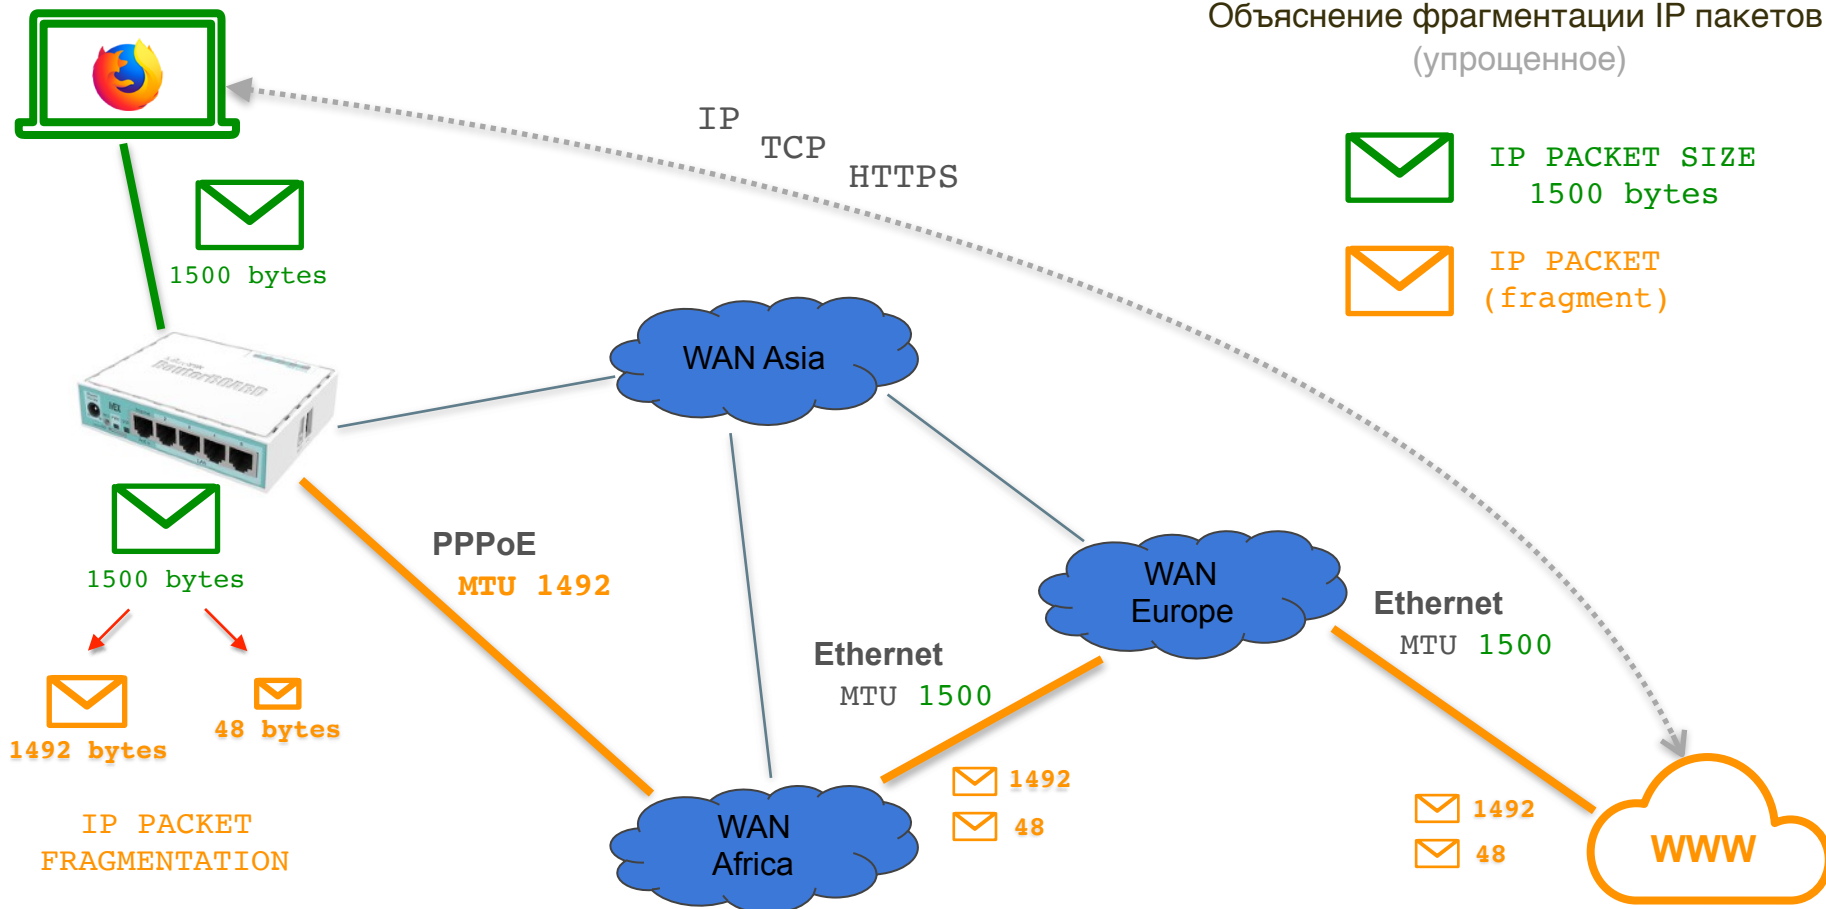 Объяснение фрагментации IP пакетов
(упрощенное)
IP
TCP
HTTPS
IP PACKET SIZE
1500 bytes
IP PACKET
(fragment)
1500 bytes
WAN Asia
RouterBOARD
1500 bytes
PPPoE
MTU 1492
WAN
Europe
Ethernet
MTU 1500
Ethernet
MTU 1500
1492 bytes
48 bytes
IP PACKET
FRAGMENTATION
WAN
Africa
1492
48
1492
48
WWW